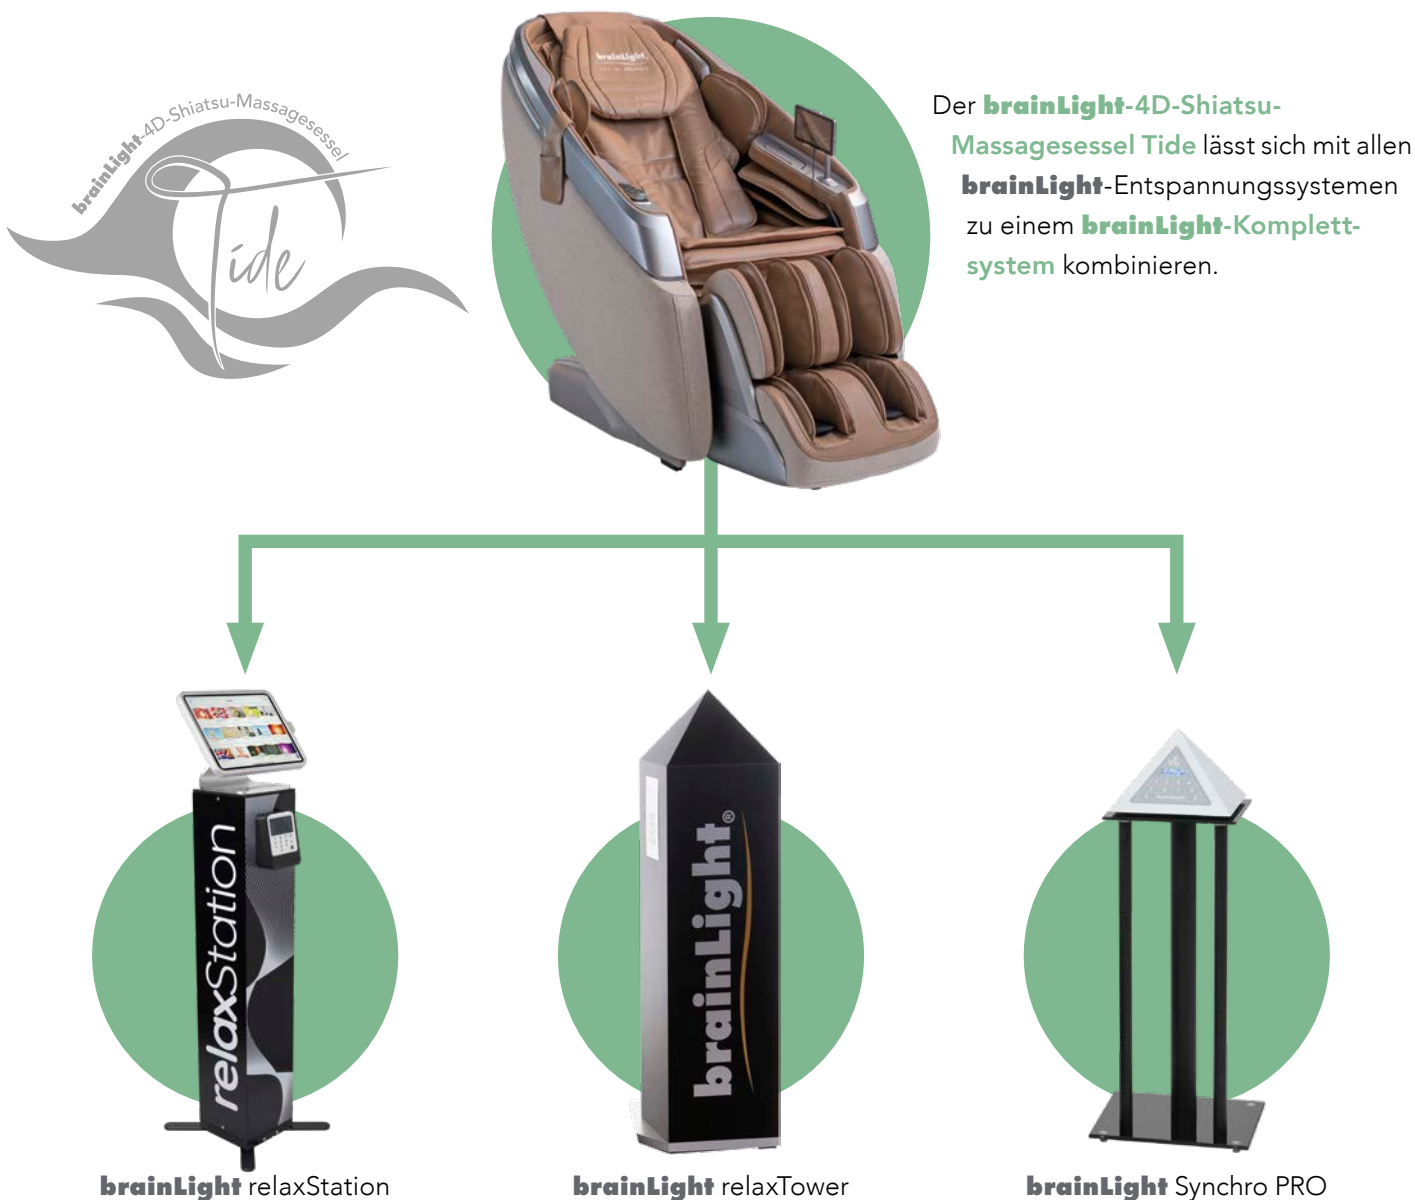 brainLight-4D-Shiatsu-Massagesessel
Tide
brainLight
Der brainLight-4D-Shiatsu-
Massagesessel Tide lässt sich mit allen
brainLight-Entspannungssystemen
zu einem brainLight-Komplett-
system kombinieren.
relaxStation
brainLight®
brainLight relaxStation
brainLight relaxTower
brainLight Synchro PRO